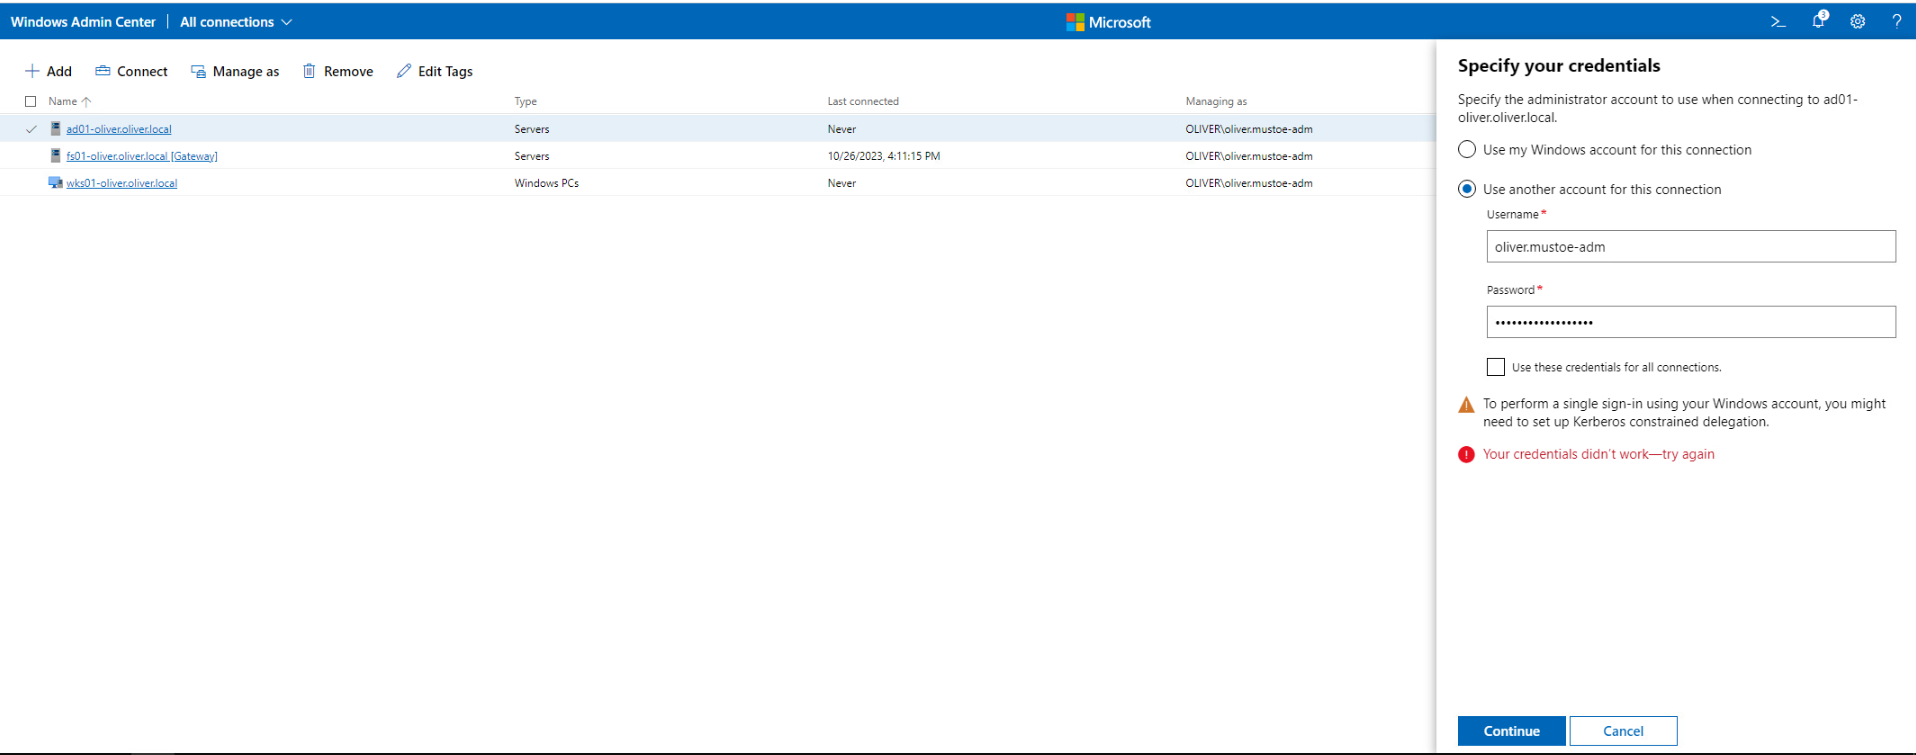 Windows Admin Center | All connections
Microsoft
3
Add Connect Manage as Remove Edit Tags
Name Type Last connected Managing as
ad01-oliver.oliver.local Servers Never OLIVER\oliver.mustoe-adm
fs01-oliver.oliver.local [Gateway] Servers 10/26/2023, 4:11:15 PM OLIVER\oliver.mustoe-adm
wks01-oliver.oliver.local Windows PCs Never OLIVER\oliver.mustoe-adm
Specify your credentials
Specify the administrator account to use when connecting to ad01-
oliver.oliver.local.
Use my Windows account for this connection
Use another account for this connection
Username*
oliver.mustoe-adm
Password*
Use these credentials for all connections.
To perform a single sign-in using your Windows account, you might
need to set up Kerberos constrained delegation.
Your credentials didn't work—try again
Continue Cancel